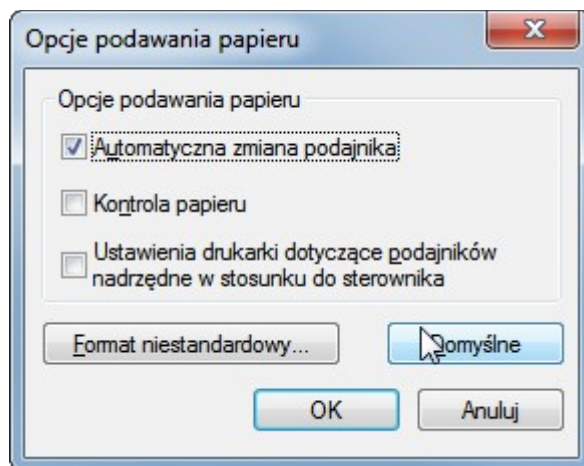 Opcje podawania papieru
Opcje podawania papieru
Automatyczna zmiana podajnika
Kontrola papieru
Ustawienia drukarki dotyczące podajników
nadrzędne w stosunku do sterownika
Format niestandardowy...
Domyślne
OK
Anuluj